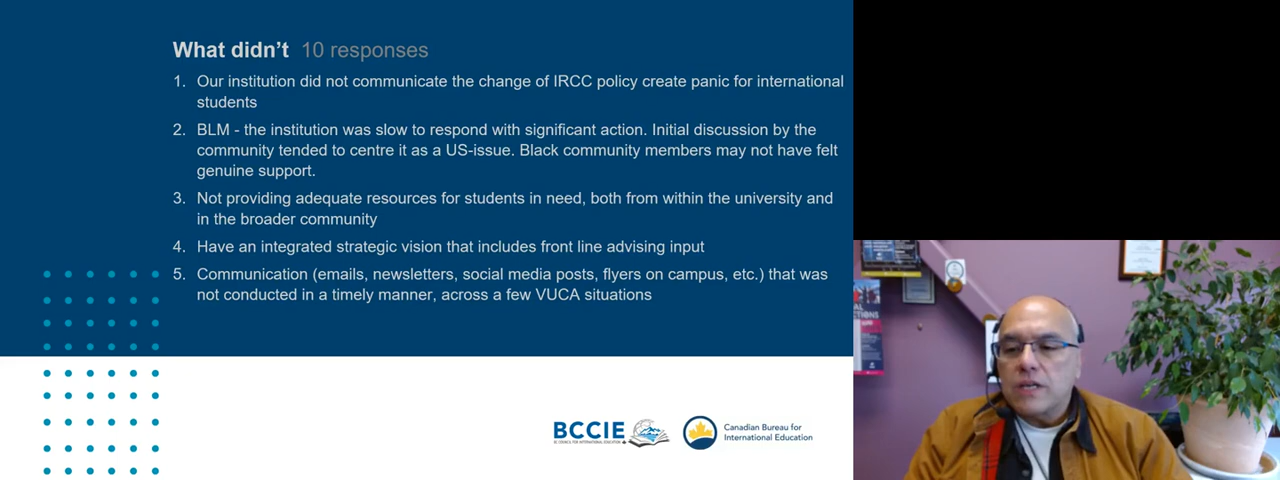 What didn't 10 responses
1. Our institution did not communicate the change of IRCC policy create panic for international
students
2. BLM - the institution was slow to respond with significant action. Initial discussion by the
community tended to centre it as a US-issue. Black community members may not have felt
genuine support.
3. Not providing adequate resources for students in need, both from within the university and
in the broader community
4. Have an integrated strategic vision that includes front line advising input
5. Communication (emails, newsletters, social media posts, flyers on campus, etc.) that was
not conducted in a timely manner, across a few VUCA situations
BCCIE
BC COUNCIL FOR INTERNATIONAL EDUCATION
Canadian Bureau for
International Education